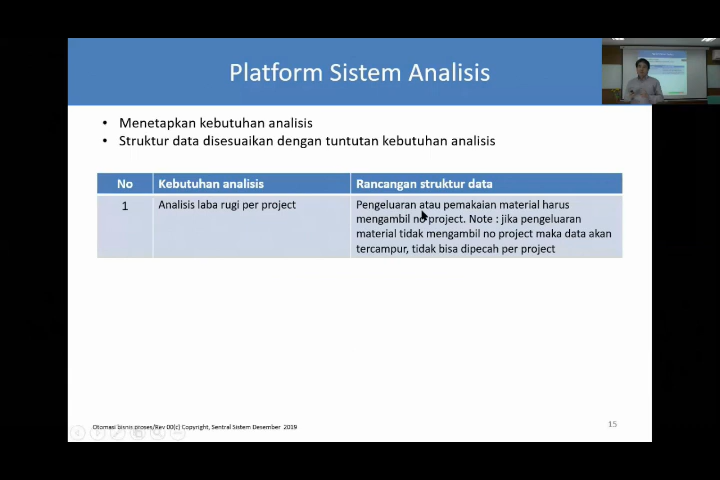 Platform Sistem Analisis
• Menetapkan kebutuhan analisis
• Struktur data disesuaikan dengan tuntutan kebutuhan analisis
No Kebutuhan analisis Rancangan struktur data
1 Analisis laba rugi per project Pengeluaran atau pemakaian material harus
mengambil no project. Note : jika pengeluaran
material tidak mengambil no project maka data akan
tercampur, tidak bisa dipecah per project
Otomasi bisnis proses/Rev 00(c) Copyright, Sentral Sistem Desember 2019
15